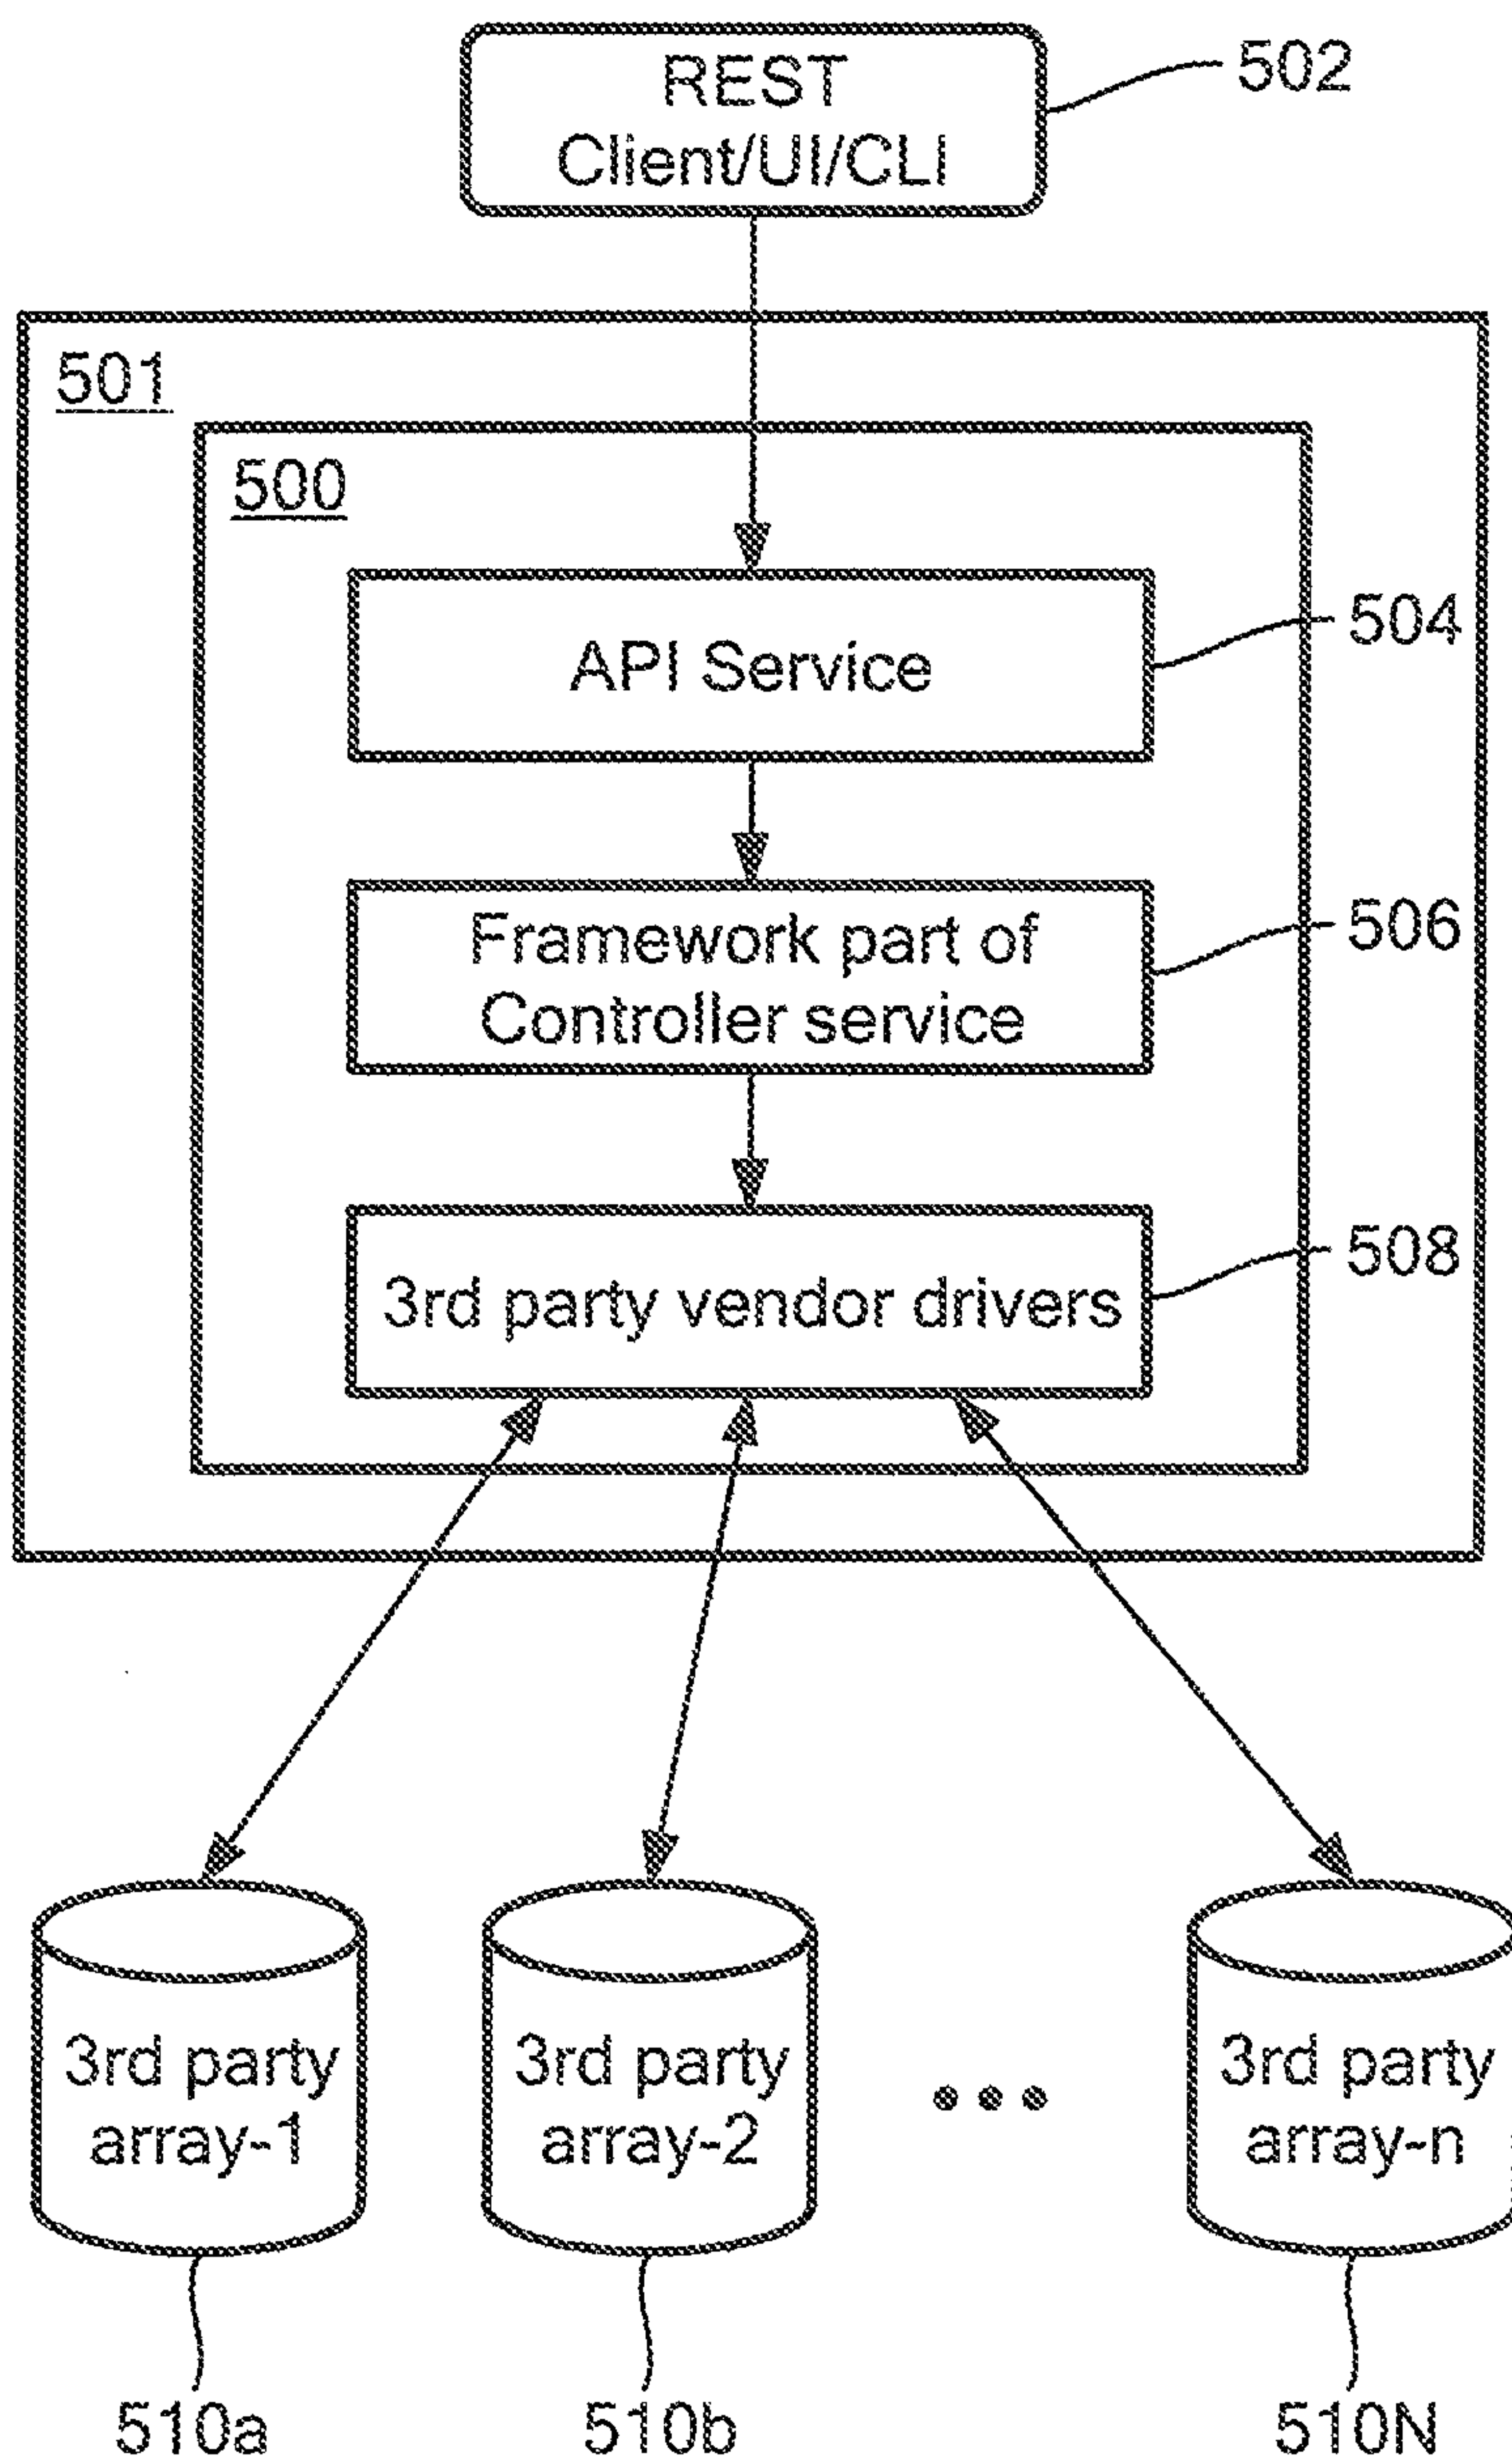 REST
Client/UI/CLI
502
501
500
API Service
504
Framework part of
Controller service
506
3rd party vendor drivers
508
3rd party
array-1
3rd party
array-2
3rd party
array-n
510a
510b
510N